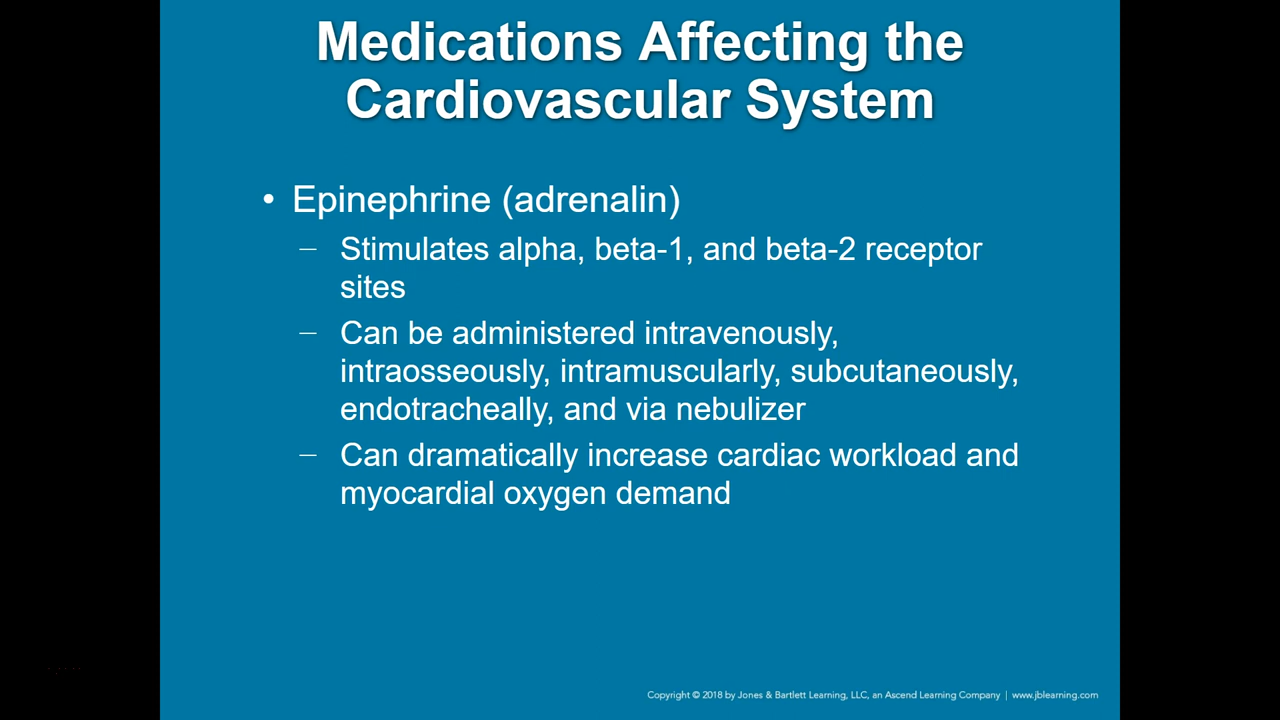 Medications Affecting the
Cardiovascular System
• Epinephrine (adrenalin)
– Stimulates alpha, beta-1, and beta-2 receptor
sites
– Can be administered intravenously,
intraosseously, intramuscularly, subcutaneously,
endotracheally, and via nebulizer
– Can dramatically increase cardiac workload and
myocardial oxygen demand
Copyright © 2018 by Jones & Bartlett Learning, LLC, an Ascend Learning Company | www.jblearning.com